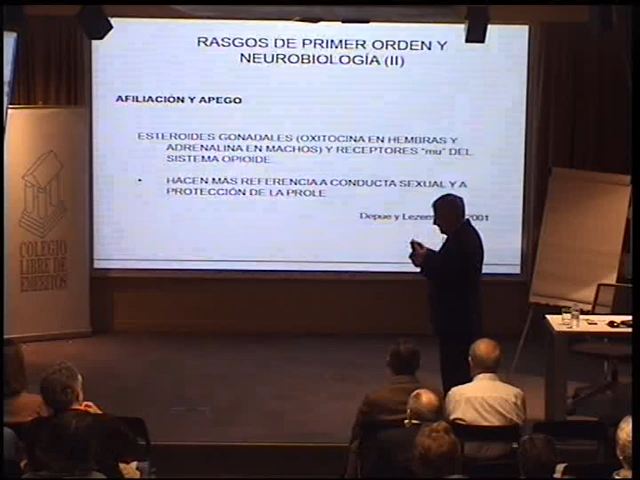 RASGOS DE PRIMER ORDEN Y
NEUROBIOLOGÍA (II)
AFILIACIÓN Y APEGO
ESTEROIDES GONADALES (OXITOCINA EN HEMBRAS Y
ADRENALINA EN MACHOS) Y RECEPTORES "mu" DEL
SISTEMA OPIOIDE
• HACEN MÁS REFERENCIA A CONDUCTA SEXUAL Y A
PROTECCIÓN DE LA PROLE
Depue y 2001
COLEGIO
LIBRE DE
EMÉRITOS